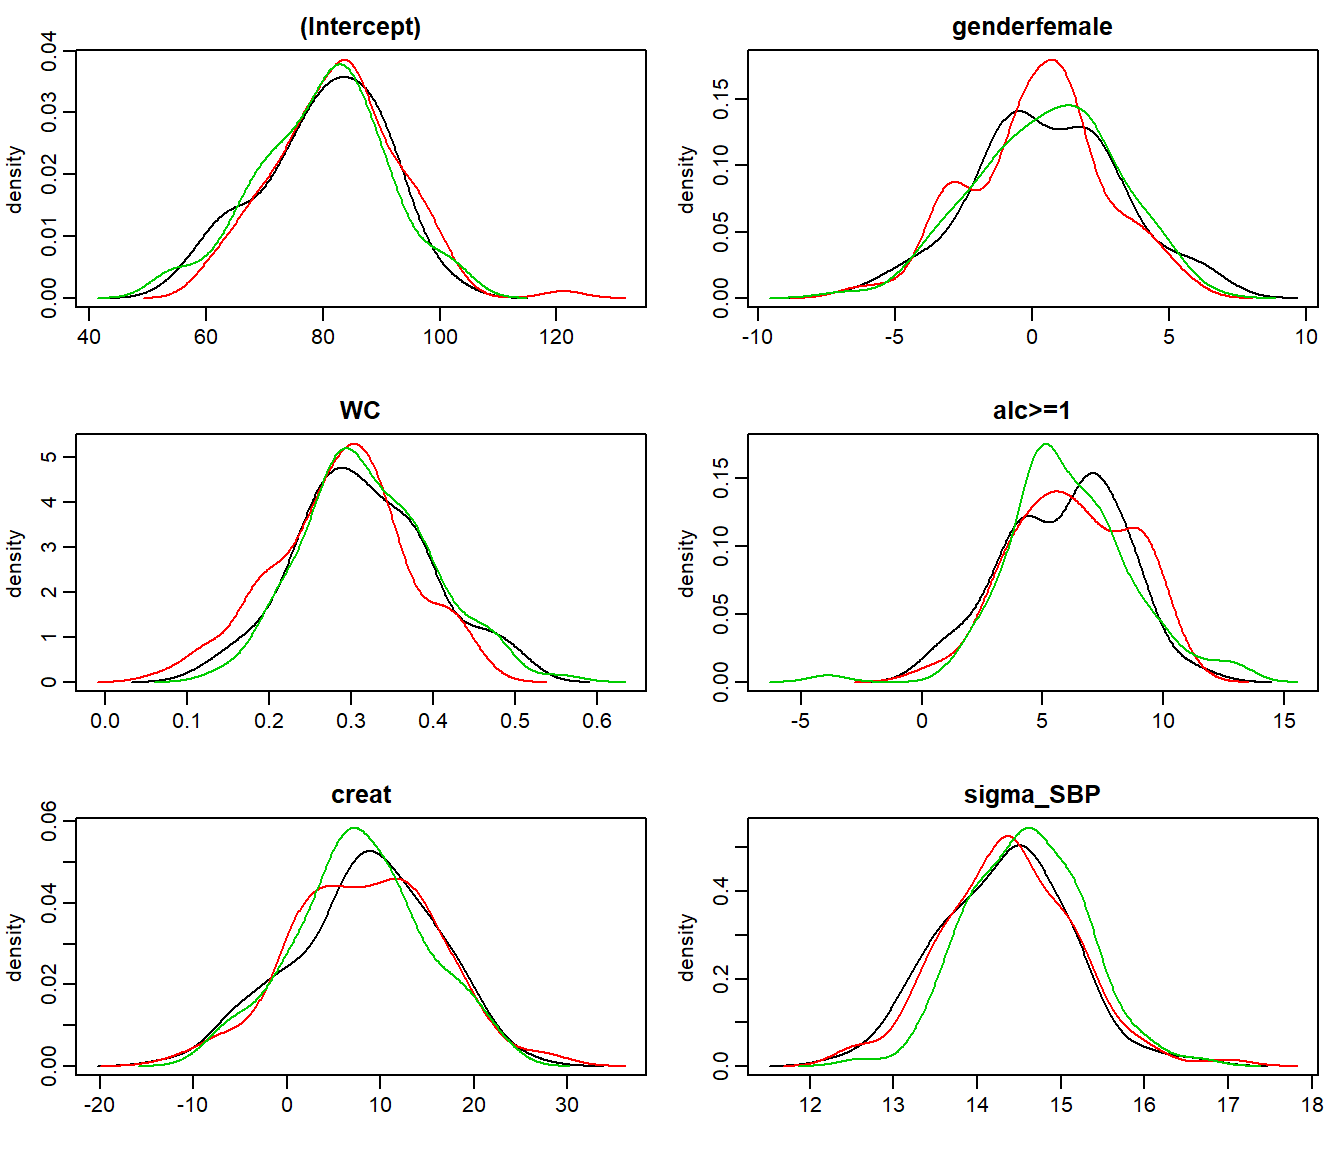 (Intercept)
density
0.00 0.01 0.02 0.03 0.04
40 60 80 100 120
genderfemale
density
0.00 0.05 0.10 0.15
-10 -5 0 5 10
WC
density
0 1 2 3 4 5
0.0 0.1 0.2 0.3 0.4 0.5 0.6
alc>=1
density
0.00 0.05 0.10 0.15
-5 0 5 10 15
creat
density
0.00 0.02 0.04 0.06
-20 -10 0 10 20 30
sigma_SBP
density
0.0 0.2 0.4
12 13 14 15 16 17 18